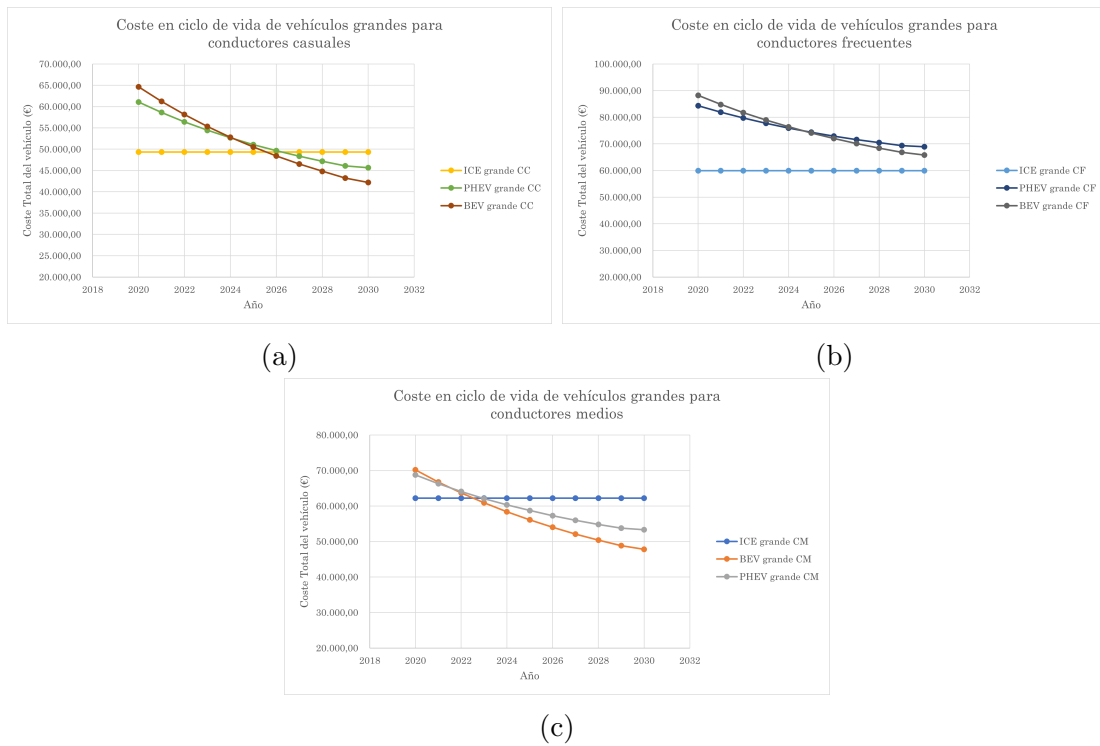 Coste en ciclo de vida de vehículos grandes para
conductores casuales
Coste Total del vehículo (€)
70.000,00
65.000,00
60.000,00
55.000,00
50.000,00
45.000,00
40.000,00
35.000,00
30.000,00
25.000,00
20.000,00
2018 2020 2022 2024 2026 2028 2030 2032
Año
ICE grande CC
PHEV grande CC
BEV grande CC
(a)
Coste en ciclo de vida de vehículos grandes para
conductores frecuentes
Coste Total del vehículo (€)
100.000,00
90.000,00
80.000,00
70.000,00
60.000,00
50.000,00
40.000,00
30.000,00
20.000,00
2018 2020 2022 2024 2026 2028 2030 2032
Año
ICE grande CF
PHEV grande CF
BEV grande CF
(b)
Coste en ciclo de vida de vehículos grandes para
conductores medios
Coste Total del vehículo (€)
80.000,00
70.000,00
60.000,00
50.000,00
40.000,00
30.000,00
20.000,00
2018 2020 2022 2024 2026 2028 2030 2032
Año
ICE grande CM
BEV grande CM
PHEV grande CM
(c)